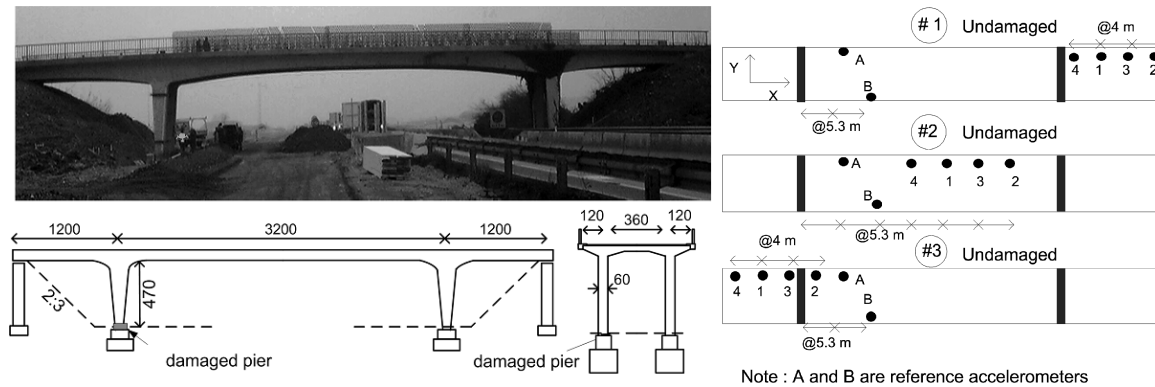 1200
3200
1200
2:3
470
damaged pier
120
360
120
60
damaged pier
#1
Undamaged
@4 m
Y
X
A
B
4
1
3
2
@5.3 m
#2
Undamaged
A
B
4
1
3
2
@5.3 m
#3
Undamaged
@4 m
4
1
3
2
A
B
@5.3 m
Note : A and B are reference accelerometers